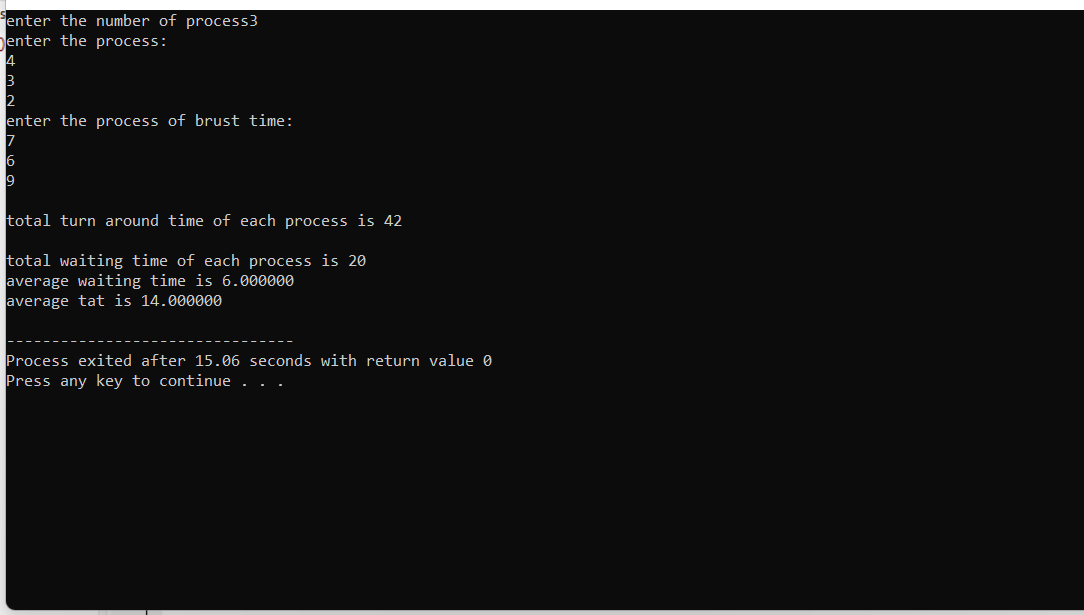 enter the number of process3
enter the process:
4
3
2
enter the process of brust time:
7
6
9
total turn around time of each process is 42
total waiting time of each process is 20
average waiting time is 6.000000
average tat is 14.000000
--------------------------------
Process exited after 15.06 seconds with return value 0
Press any key to continue . . .